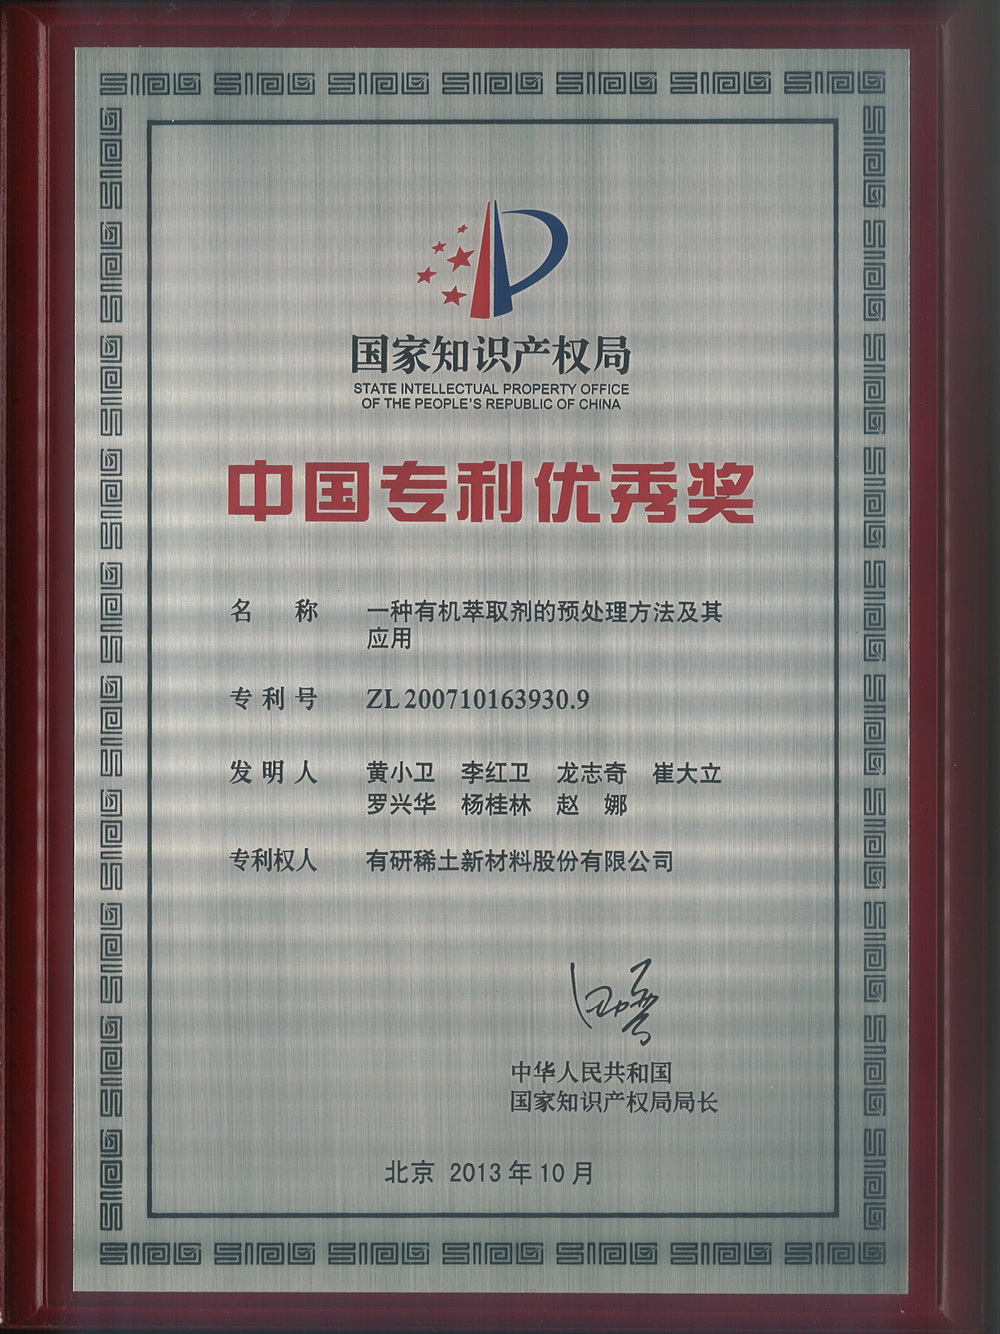 国家知识产权局
STATE INTELLECTUAL PROPERTY OFFICE
OF THE PEOPLE'S REPUBLIC OF CHINA
中国专利优秀奖
名 称 一种有机萃取剂的预处理方法及其
应用
专利号 ZL 200710163930.9
发明人 黄小卫 李红卫 龙志奇 崔大立
罗兴华 杨桂林 赵 娜
专利权人 有研稀土新材料股份有限公司
中华人民共和国
国家知识产权局局长
北京 2013 年 10 月